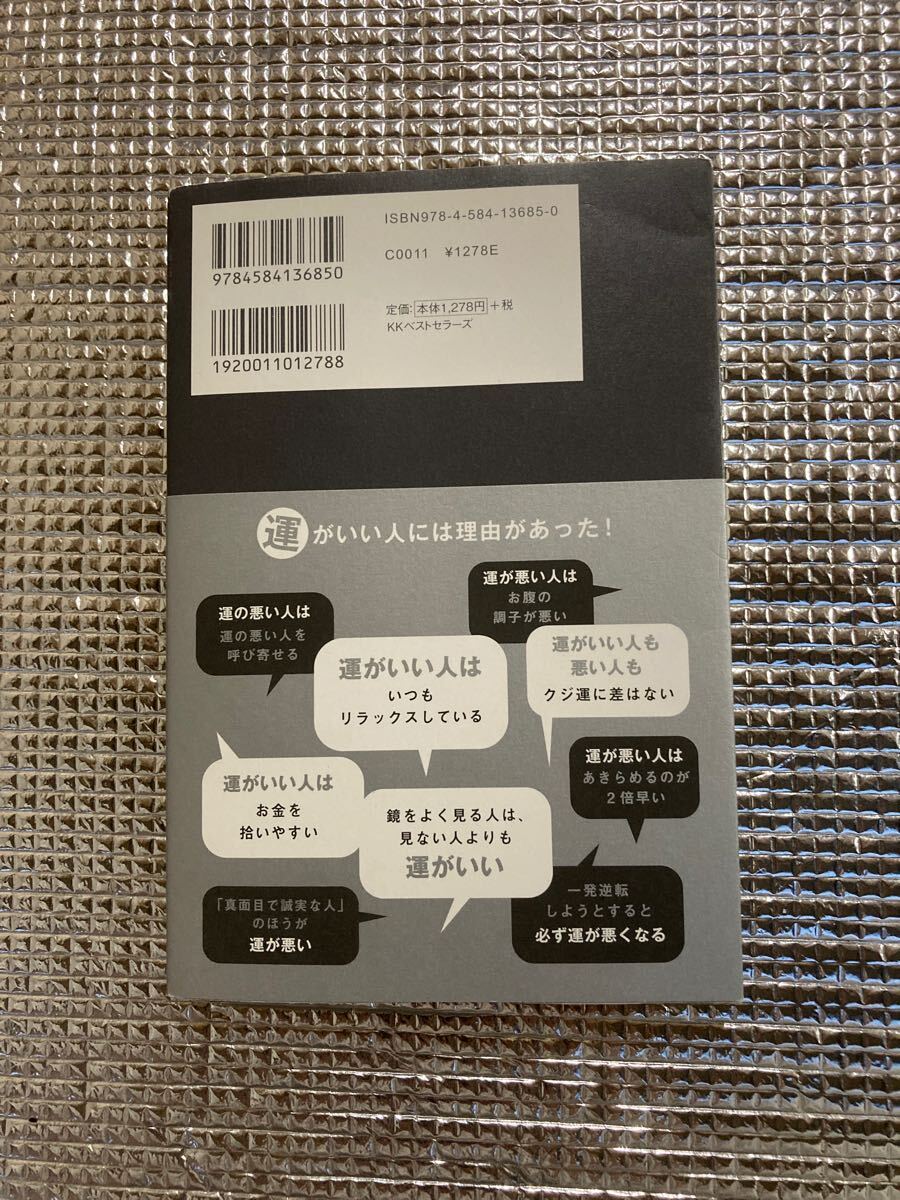 ISBN978-4-584-13685-0
C0011 ¥1278E
9784584136850
定価:本体1,278円+税
KKベストセラーズ
1920011012788
運がいい人には理由があった!
運が悪い人は
お腹の
調子が悪い
運の悪い人は
運の悪い人を
呼び寄せる
運がいい人も
悪い人も
クジ運に差はない
運がいい人は
いつも
リラックスしている
運が悪い人は
あきらめるのが
2倍早い
運がいい人は
お金を
拾いやすい
鏡をよく見る人は、
見ない人よりも
運がいい
一発逆転
しようとすると
必ず運が悪くなる
「真面目で誠実な人」
のほうが
運が悪い